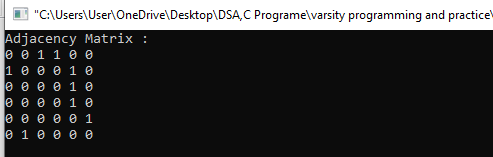 "C:\Users\User\OneDrive\Desktop\DSA,C Programe\varsity programming and practice\
Adjacency Matrix :
0 0 1 1 0 0
1 0 0 0 1 0
0 0 0 0 1 0
0 0 0 0 1 0
0 0 0 0 0 1
0 1 0 0 0 0